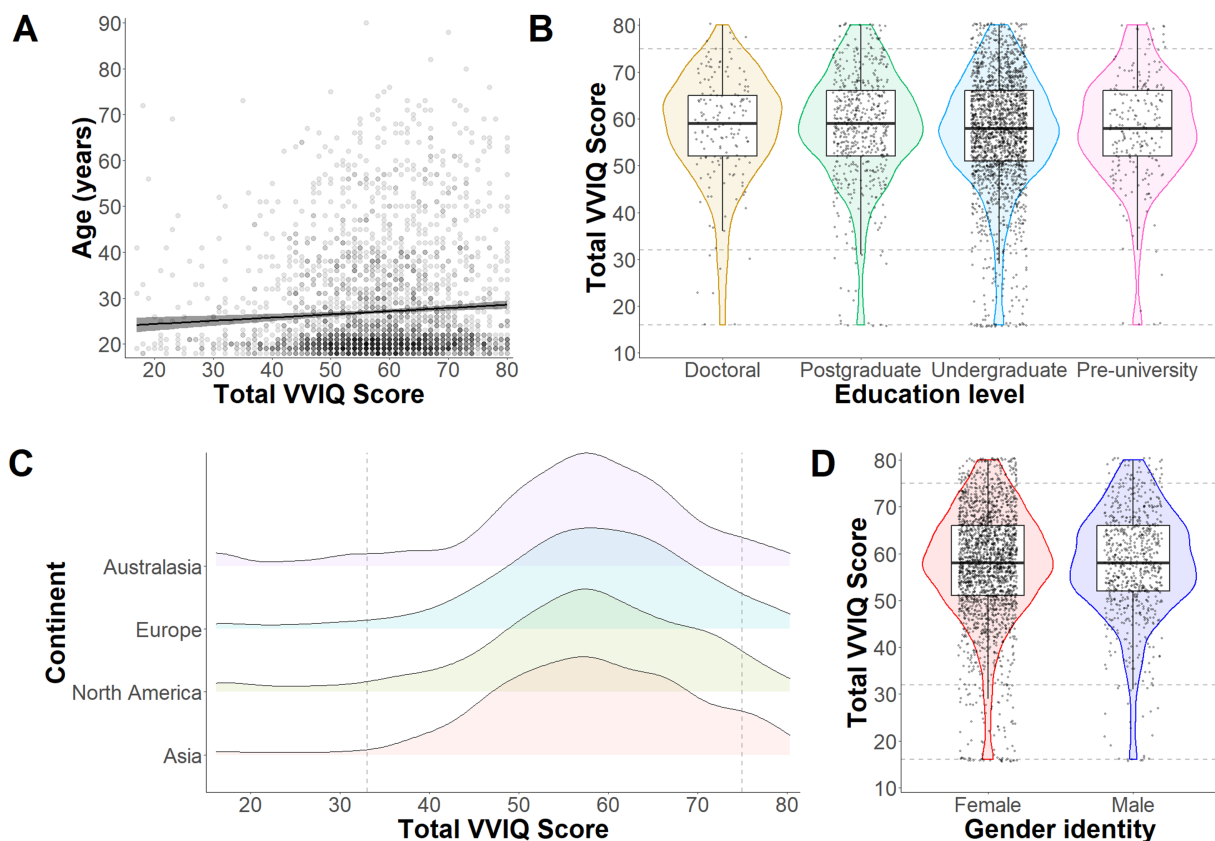 A
90
80
70
60
50
40
30
20
Age (years)
20 30 40 50 60 70 80
Total VVIQ Score
B
80
70
60
50
40
30
20
10
Total VVIQ Score
Doctoral Postgraduate Undergraduate Pre-university
Education level
C
Continent
Australasia
Europe
North America
Asia
20 30 40 50 60 70 80
Total VVIQ Score
D
80
70
60
50
40
30
20
10
Total VVIQ Score
Female Male
Gender identity